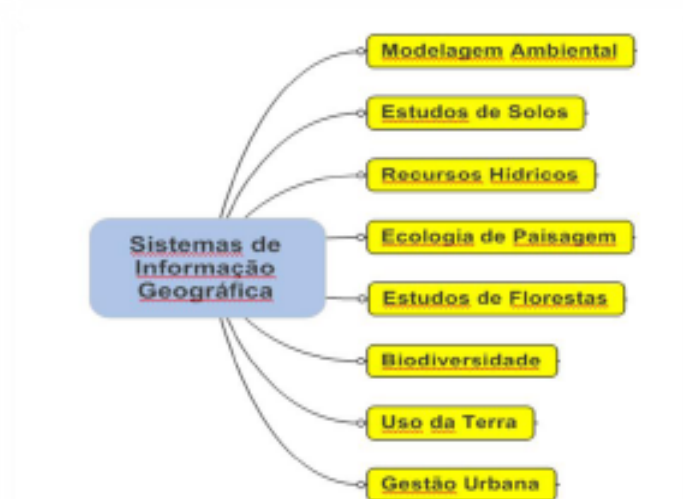 Modelagem Ambiental
Estudos de Solos
Recursos Hídricos
Sistemas de
Informação
Geográfica
Ecologia de Paisagem
Estudos de Florestas
Biodiversidade
Uso da Terra
Gestão Urbana